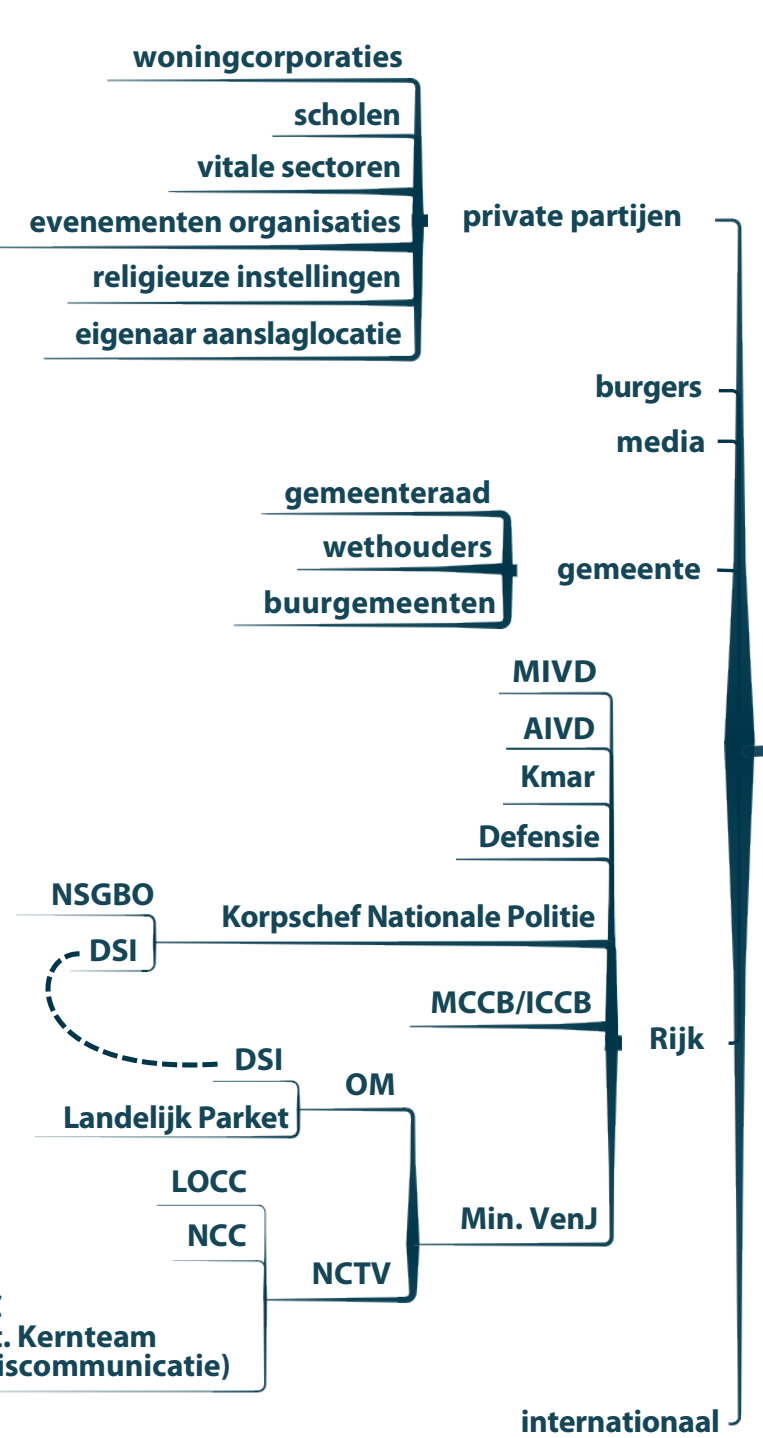 woningcorporaties
scholen
vitale sectoren
evenementen organisaties
religieuze instellingen
eigenaar aanslaglocatie
private partijen
burgers
media
gemeenteraad
wethouders
buurgemeenten
gemeente
MIVD
AIVD
Kmar
Defensie
NSGBO
DSI
Korpschef Nationale Politie
MCCB/ICCB
Rijk
DSI
Landelijk Parket
OM
LOCC
NCC
NCTV
Min. VenJ
Kernteam
iscommunicatie)
internationaal